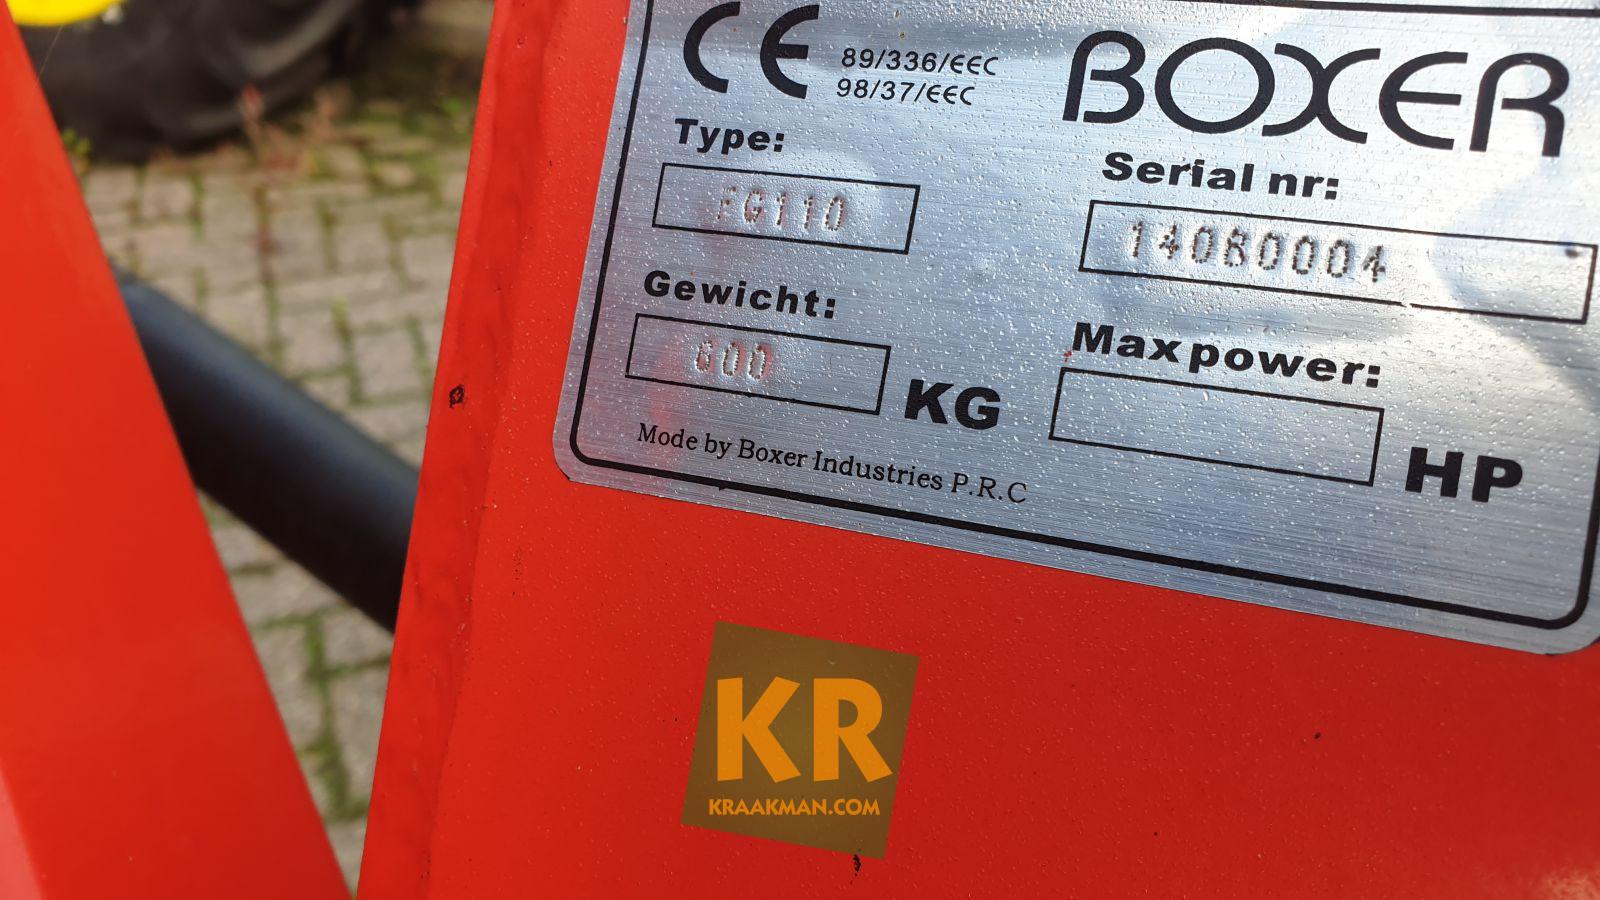 CE 89/336/EEC
98/37/EEC
BOXER
Type:
FG110
Serial nr:
14080004
Gewicht:
600 KG
Max power:
HP
Mode by Boxer Industries P.R.C
KR
KRAAKMAN.COM